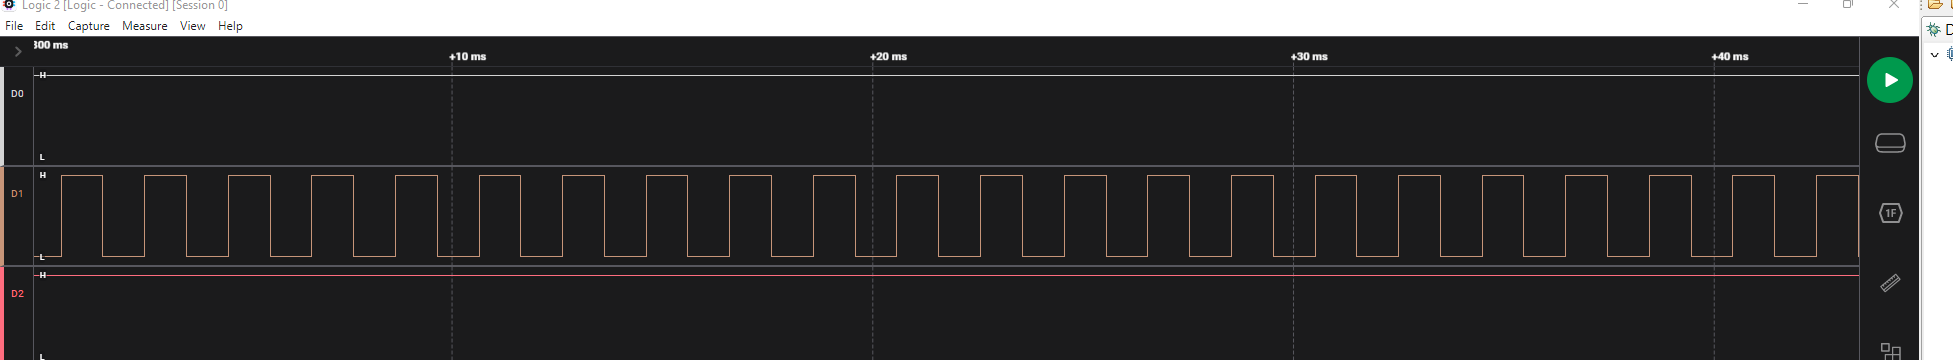 Logic 2 [Logic - Connected] [Session 0]
File Edit Capture Measure View Help
300 ms
+10 ms +20 ms +30 ms +40 ms
H
D0
L
H
D1
L
H
D2
L
1F
D